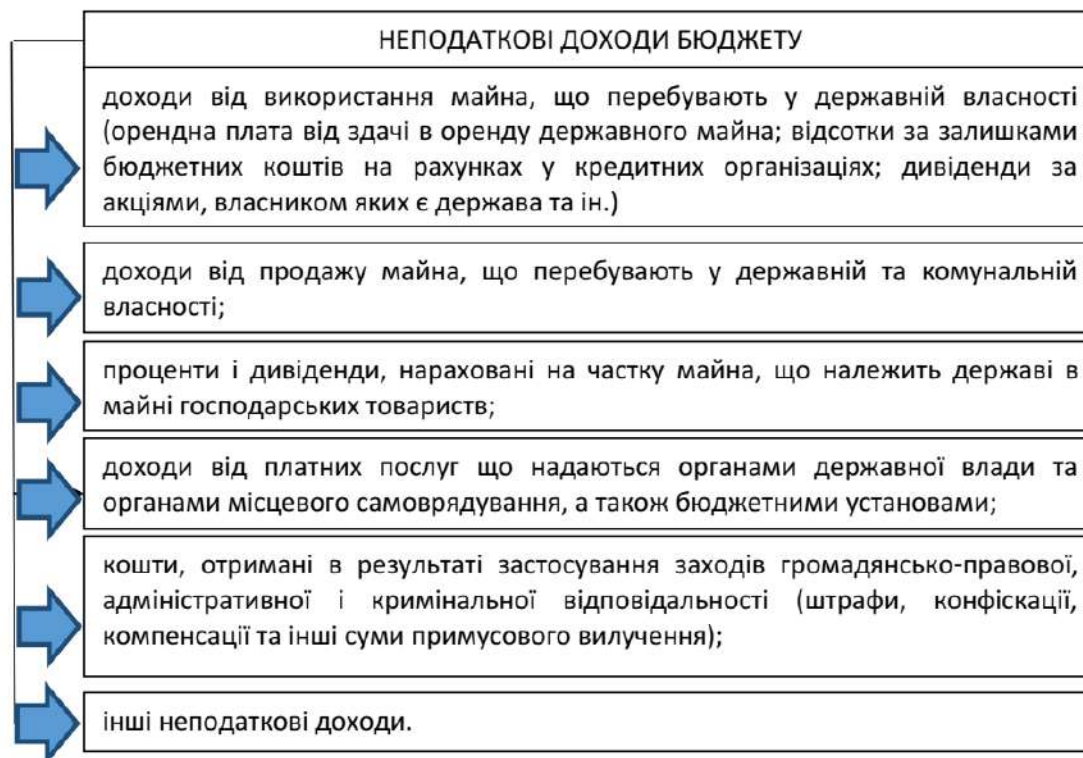 НЕПОДАТКОВІ ДОХОДИ БЮДЖЕТУ
доходи від використання майна, що перебувають у державній власності
(орендна плата від здачі в оренду державного майна; відсотки за залишками
бюджетних коштів на рахунках у кредитних організаціях; дивіденди за
акціями, власником яких є держава та ін.)
доходи від продажу майна, що перебувають у державній та комунальній
власності;
проценти і дивіденди, нараховані на частку майна, що належить державі в
майні господарських товариств;
доходи від платних послуг що надаються органами державної влади та
органами місцевого самоврядування, а також бюджетними установами;
кошти, отримані в результаті застосування заходів громадянсько-правової,
адміністративної і кримінальної відповідальності (штрафи, конфіскації,
компенсації та інші суми примусового вилучення);
інші неподаткові доходи.